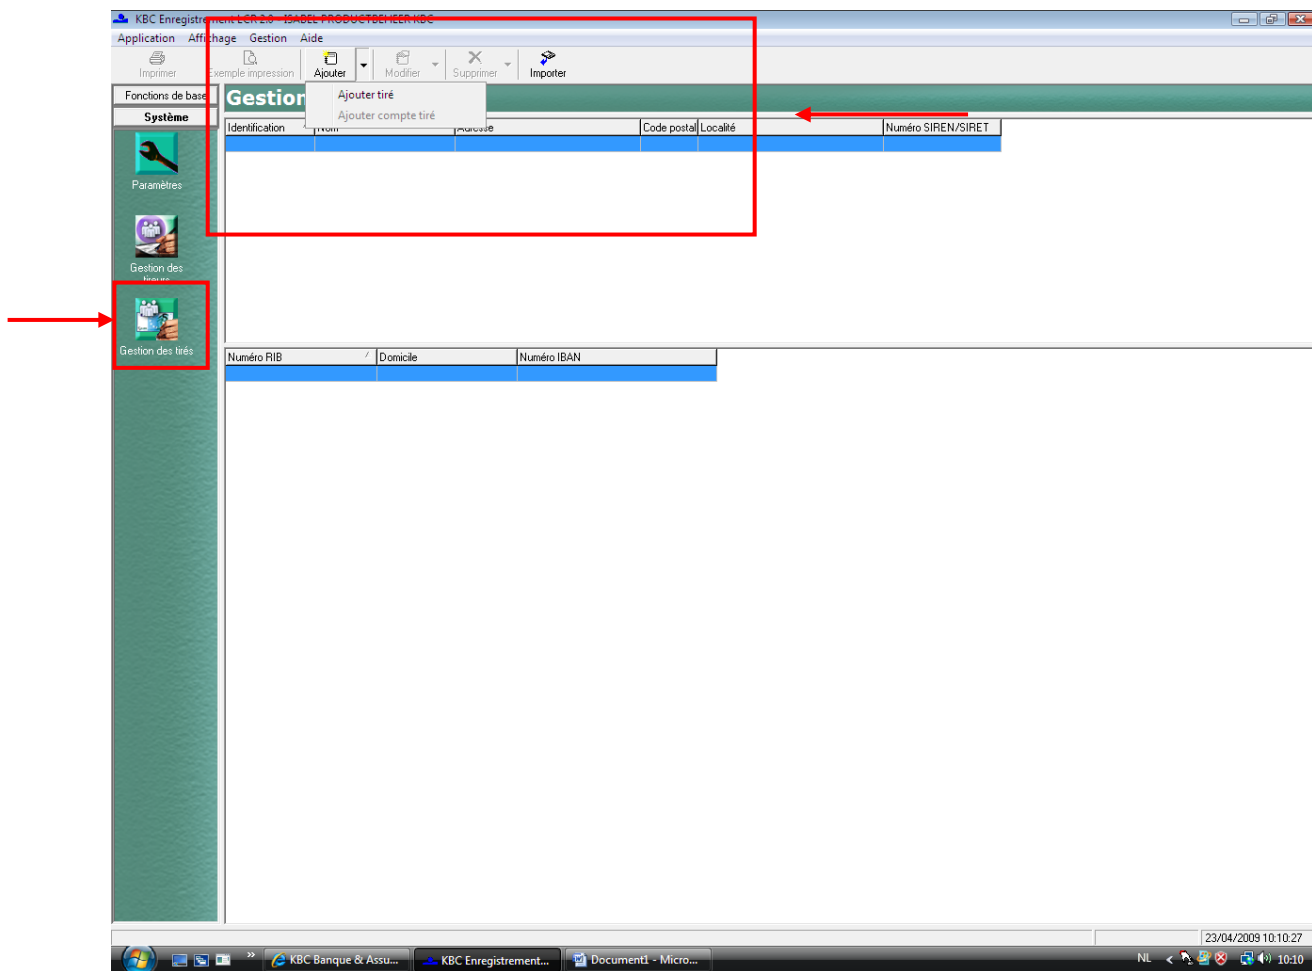 KBC Enregistrement LCR 2.0 - ISABEL PRODUCTBEHEER KBC
Application Affichage Gestion Aide
Imprimer Exemple impression Ajouter Modifier Supprimer Importer
Fonctions de base Gestion
Ajouter tiré
Système
Ajouter compte tiré
Identification Nom Adresse Code postal Localité Numéro SIREN/SIRET
Paramètres
Gestion des
tireurs
Gestion des tirés
Numéro RIB Domicile Numéro IBAN
23/04/2009 10:10:27
KBC Banque & Assu... KBC Enregistrement... Document1 - Micro... NL 10:10